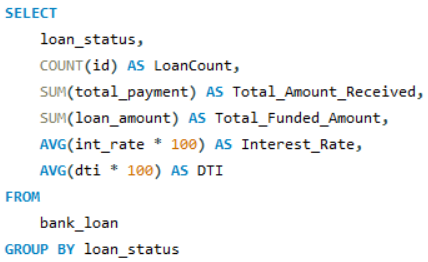 SELECT
loan_status,
COUNT(id) AS LoanCount,
SUM(total_payment) AS Total_Amount_Received,
SUM(loan_amount) AS Total_Funded_Amount,
AVG(int_rate * 100) AS Interest_Rate,
AVG(dti * 100) AS DTI
FROM
bank_loan
GROUP BY loan_status